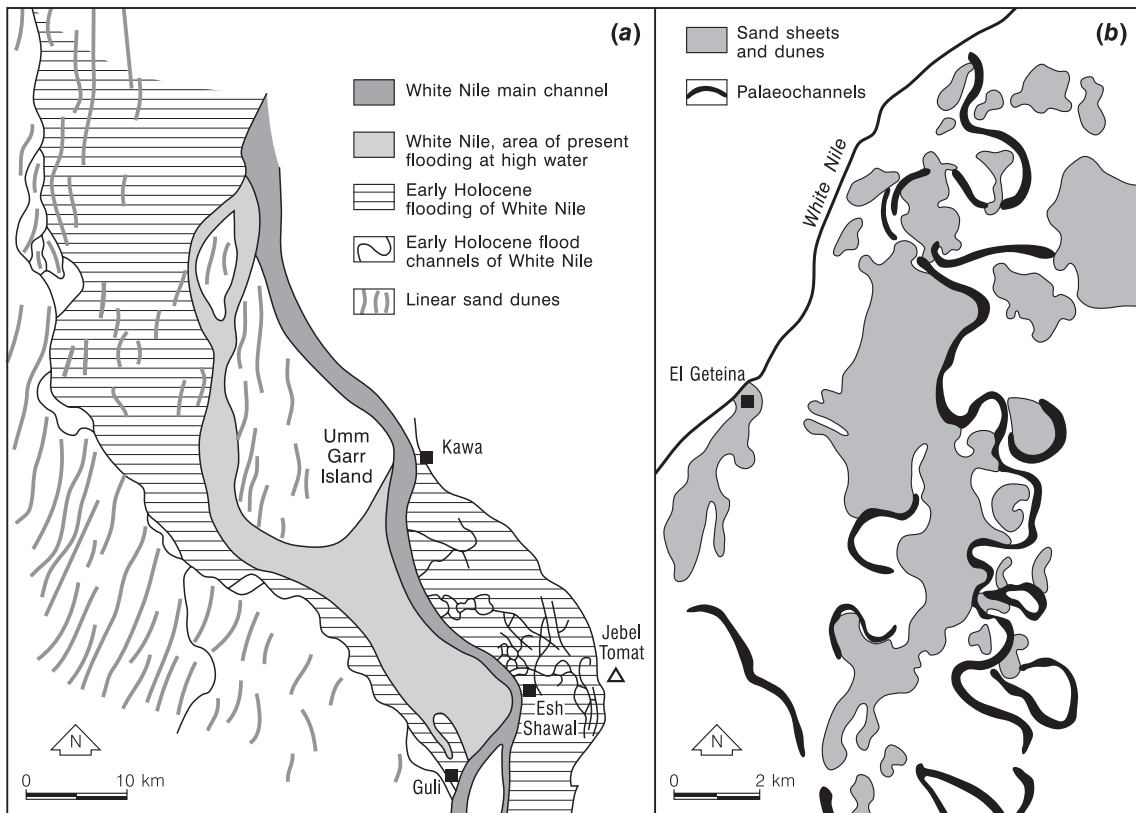 (a)
White Nile main channel
White Nile, area of present
flooding at high water
Early Holocene
flooding of White Nile
Early Holocene flood
channels of White Nile
Linear sand dunes
Umm
Garr
Island
Kawa
Jebel
Tomat
Esh
Shawal
Guli
N
0 10 km
(b)
Sand sheets
and dunes
Palaeochannels
White Nile
El Geteina
N
0 2 km